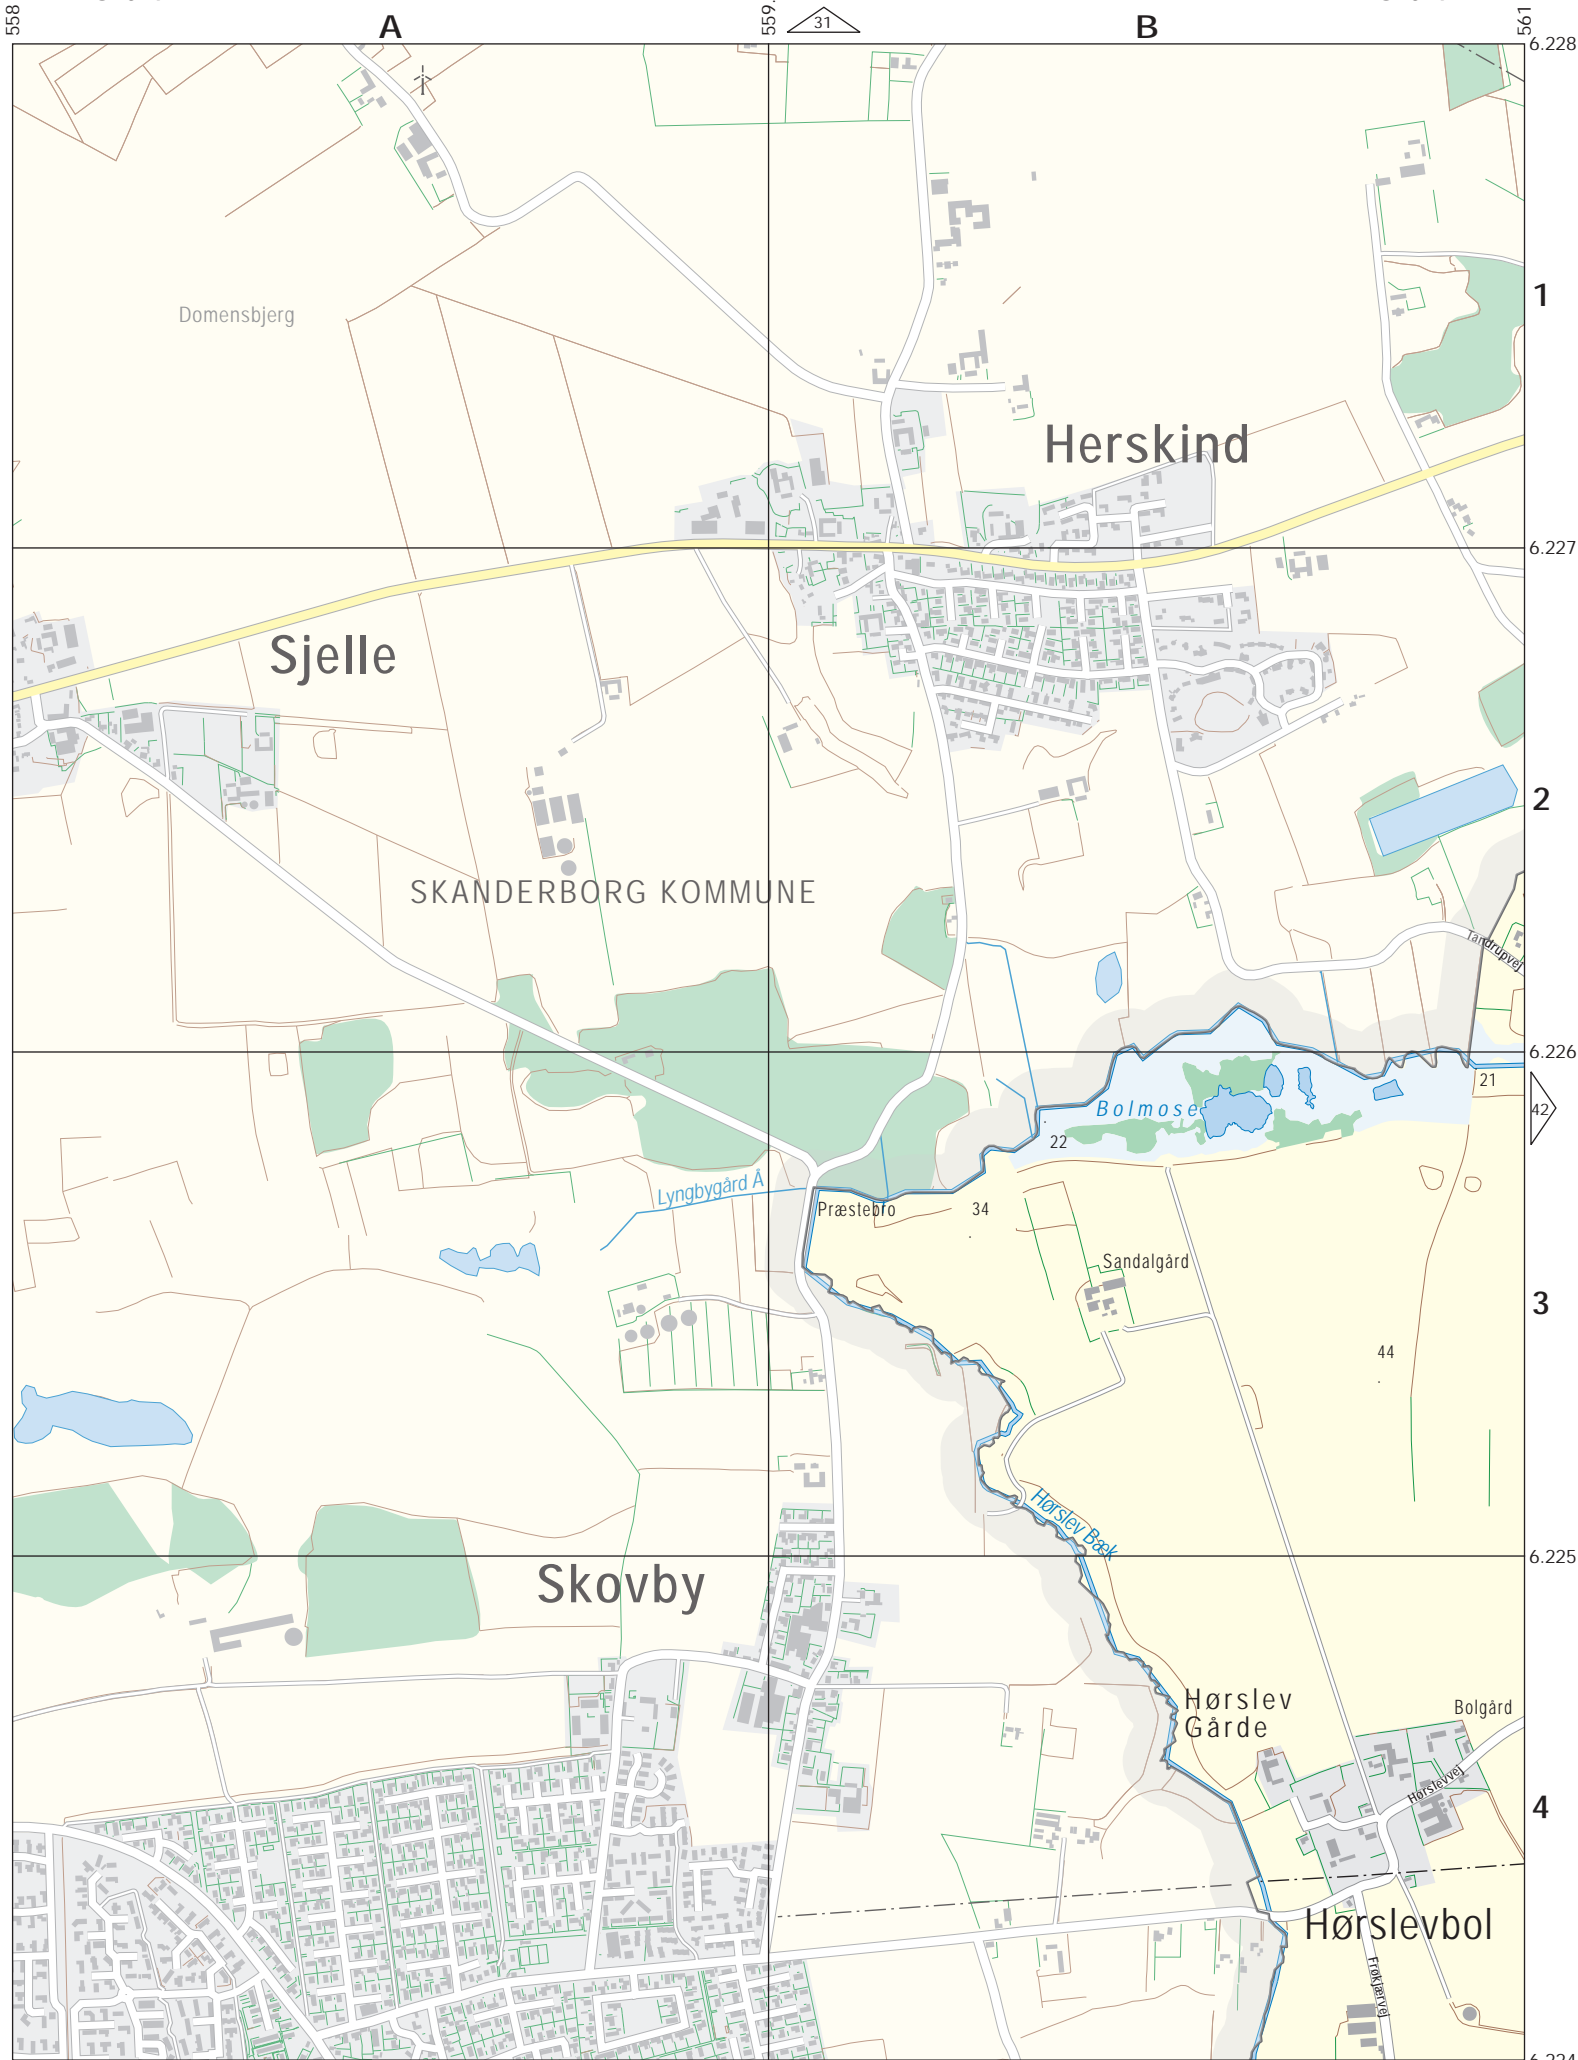 558
A
559.
31
B
561
6.228
1
Domensbjerg
Herskind
6.227
Sjelle
2
SKANDERBORG KOMMUNE
Tandrupvej
6.226
21
42
Bolmose
22
Lyngbygård Å
Præstebro
34
Sandalgård
3
44
Hørslev Bæk
6.225
Skovby
Hørslev
Gårde
Bolgård
Hørslevvej
4
Hørslevbol
Frøkjærvej